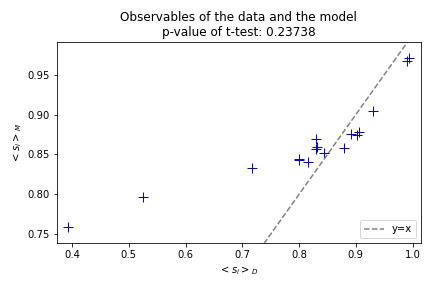 Observables of the data and the model
p-value of t-test: 0.23738
0.95
0.90
0.85
0.80
0.75
< s_i >_M
0.4
0.5
0.6
0.7
0.8
0.9
1.0
< s_i >_D
y=x